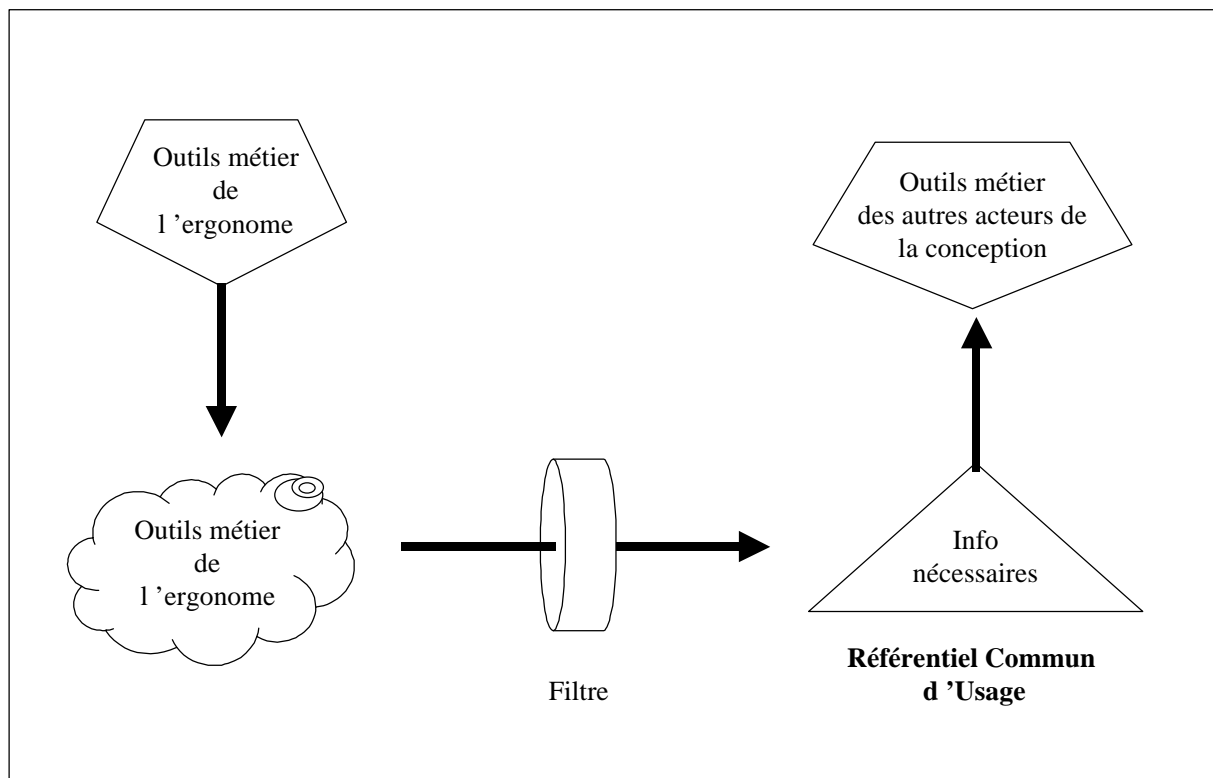 Outils métier
de
l ’ergonome
Outils métier
des autres acteurs de
la conception
Outils métier
de
l ’ergonome
Info
nécessaires
Filtre
Référentiel Commun
d ’Usage